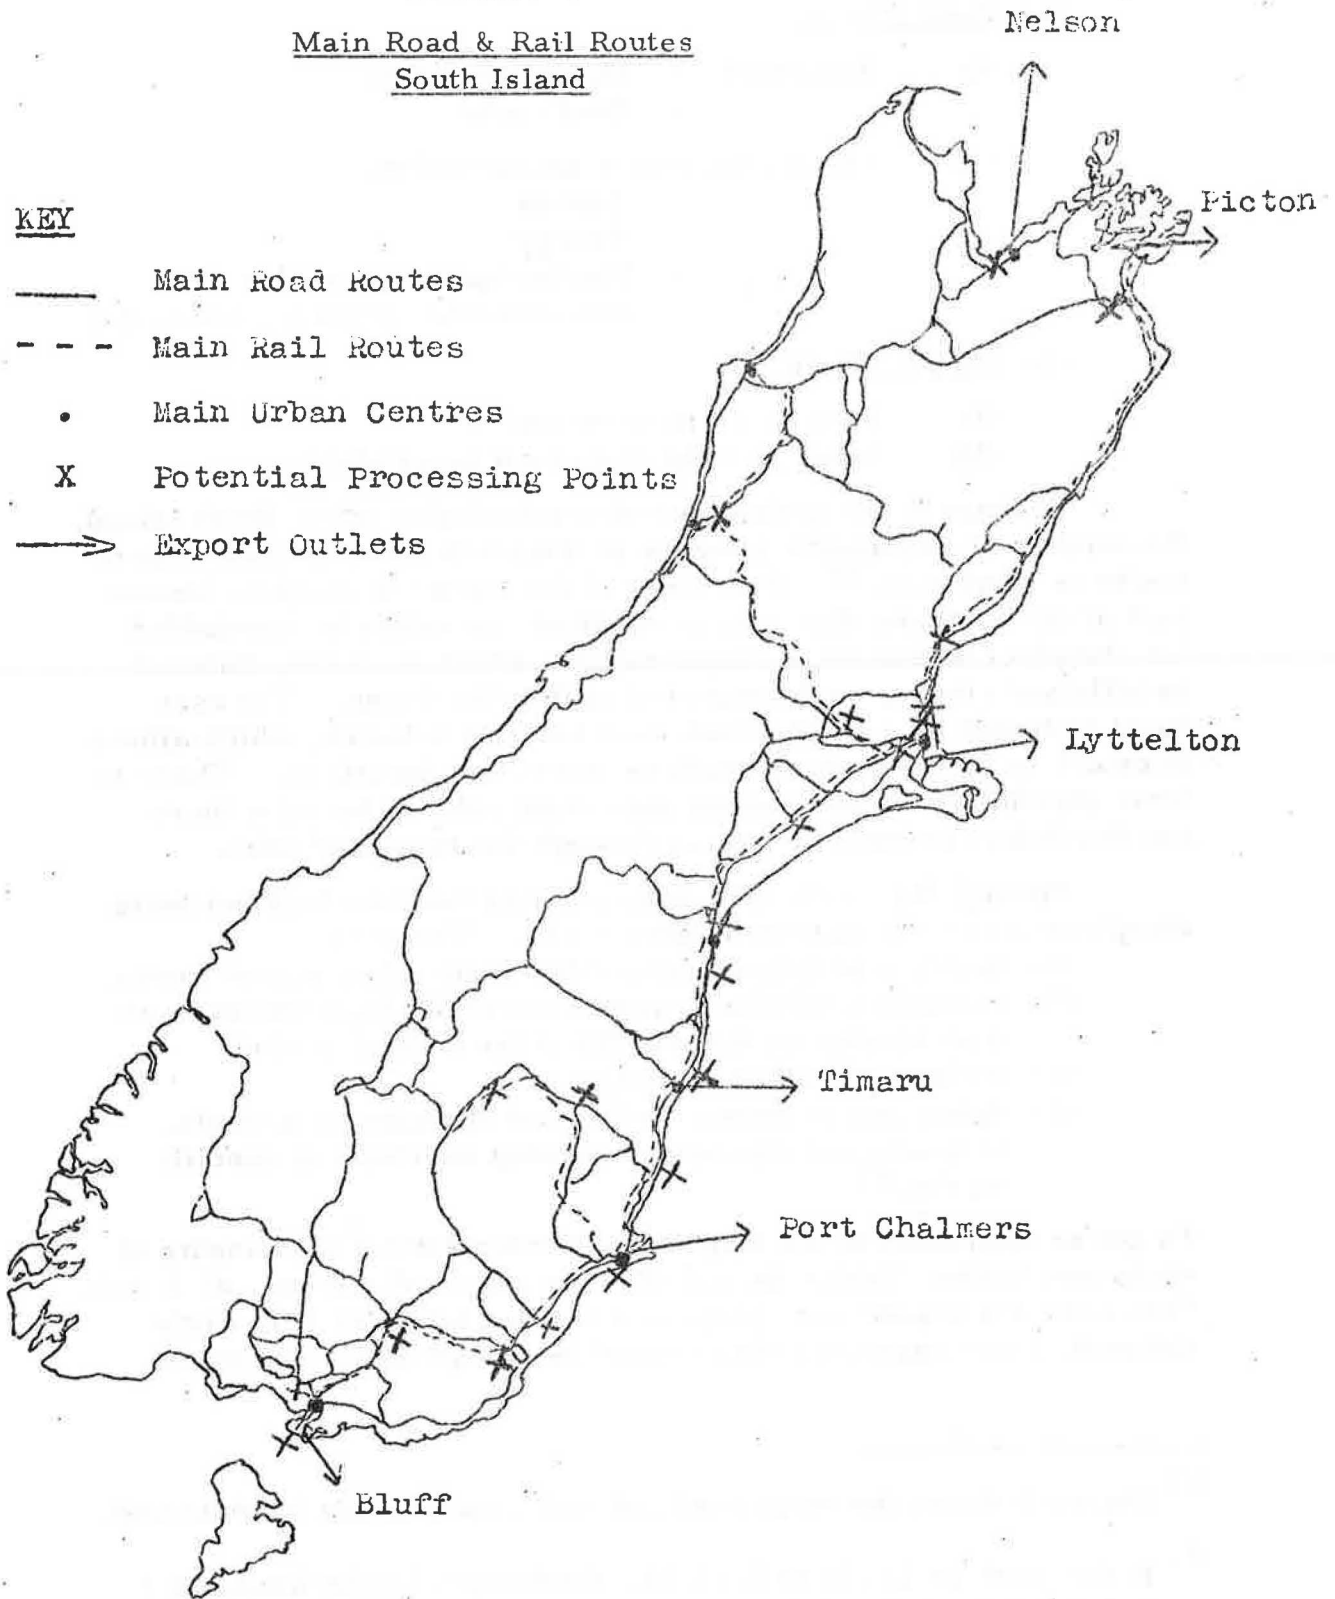 Main Road & Rail Routes
South Island
Nelson
Picton
KEY
Main Road Routes
Main Rail Routes
Main Urban Centres
X Potential Processing Points
Export Outlets
Lyttelton
Timaru
Port Chalmers
Bluff